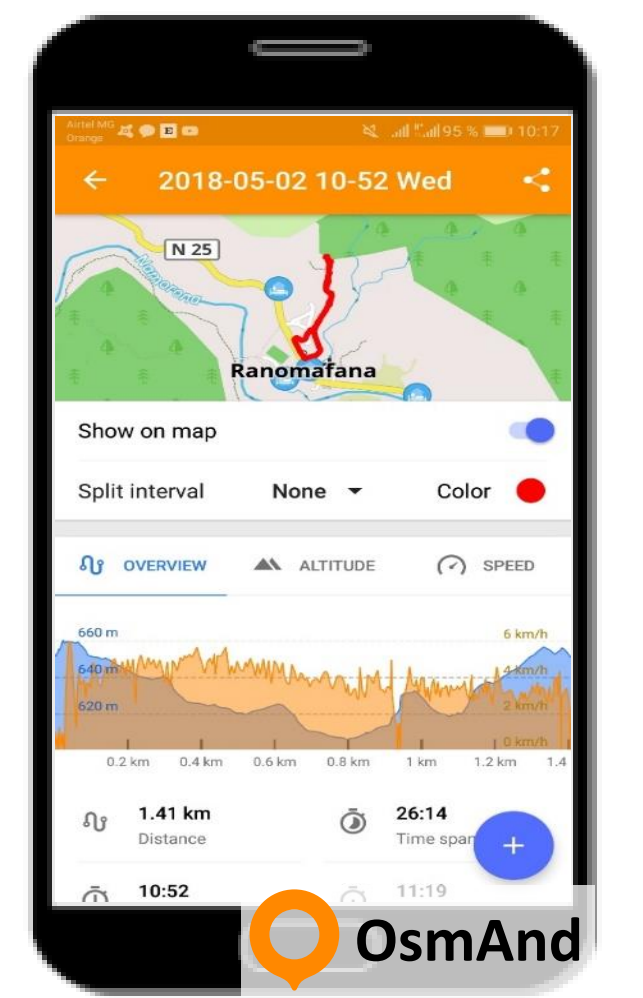 Airtel MG
Orange
95 %
10:17
2018-05-02 10-52 Wed
N 25
Namorona
Ranomafana
Show on map
Split interval None Color
OVERVIEW ALTITUDE SPEED
660 m 6 km/h
640 m 4 km/h
620 m 2 km/h
0 km/h
0.2 km 0.4 km 0.6 km 0.8 km 1 km 1.2 km 1.4
1.41 km 26:14
Distance Time span
10:52 11:19
OsmAnd